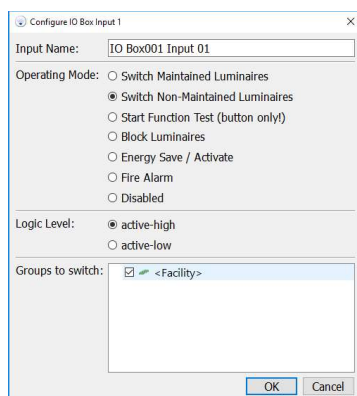 Configure IO Box Input 1
Input Name: IO Box001 Input 01
Operating Mode: Switch Maintained Luminaires
Switch Non-Maintained Luminaires
Start Function Test (button only!)
Block Luminaires
Energy Save / Activate
Fire Alarm
Disabled
Logic Level: active-high
active-low
Groups to switch: <Facility>
OK Cancel